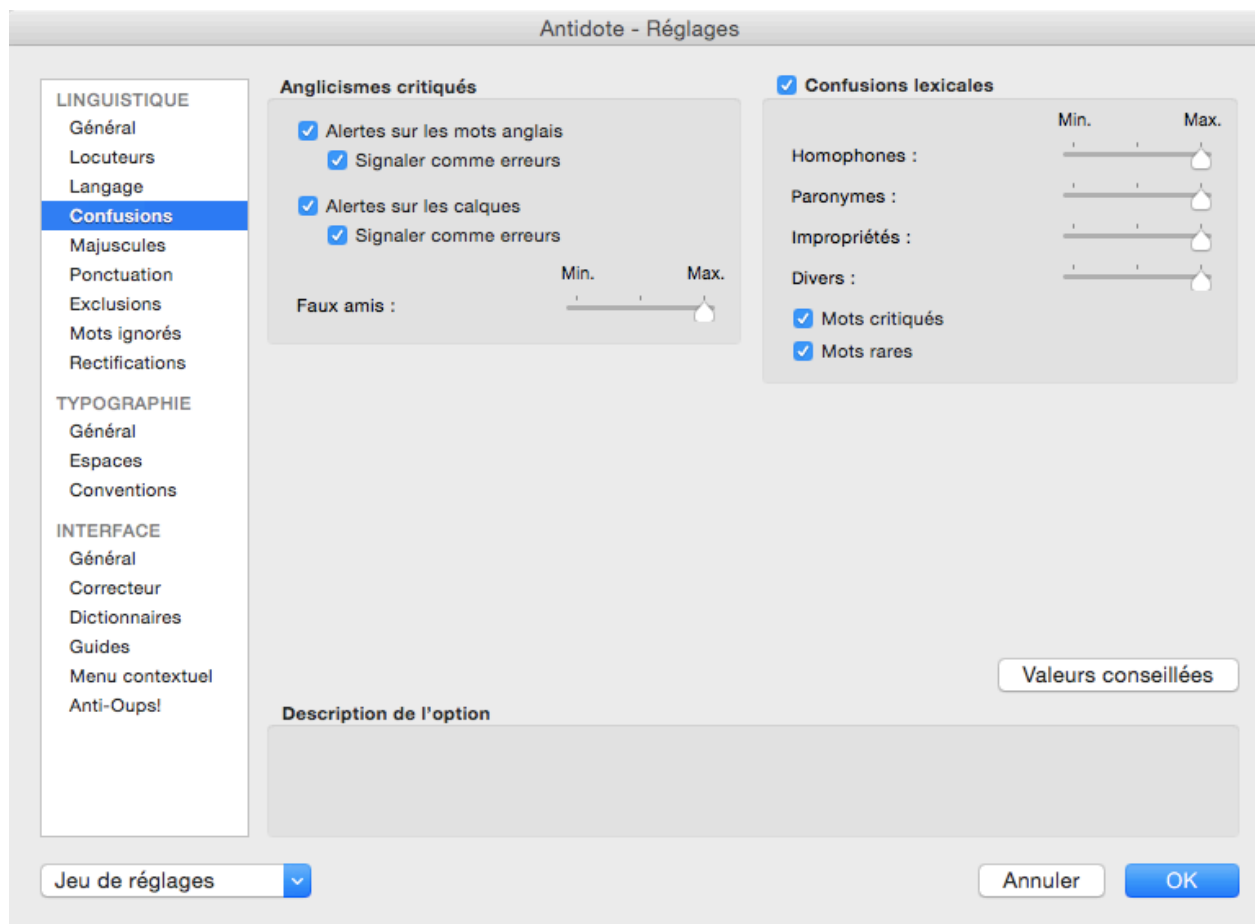 Antidote - Réglages
LINGUISTIQUE
Général
Locuteurs
Langage
Confusions
Majuscules
Ponctuation
Exclusions
Mots ignorés
Rectifications
TYPOGRAPHIE
Général
Espaces
Conventions
INTERFACE
Général
Correcteur
Dictionnaires
Guides
Menu contextuel
Anti-Oups!
Anglicismes critiqués
Alertes sur les mots anglais
Signaler comme erreurs
Alertes sur les calques
Signaler comme erreurs
Min. Max.
Faux amis :
Confusions lexicales
Min. Max.
Homophones :
Paronymes :
Impropriétés :
Divers :
Mots critiqués
Mots rares
Valeurs conseillées
Description de l’option
Jeu de réglages
Annuler OK